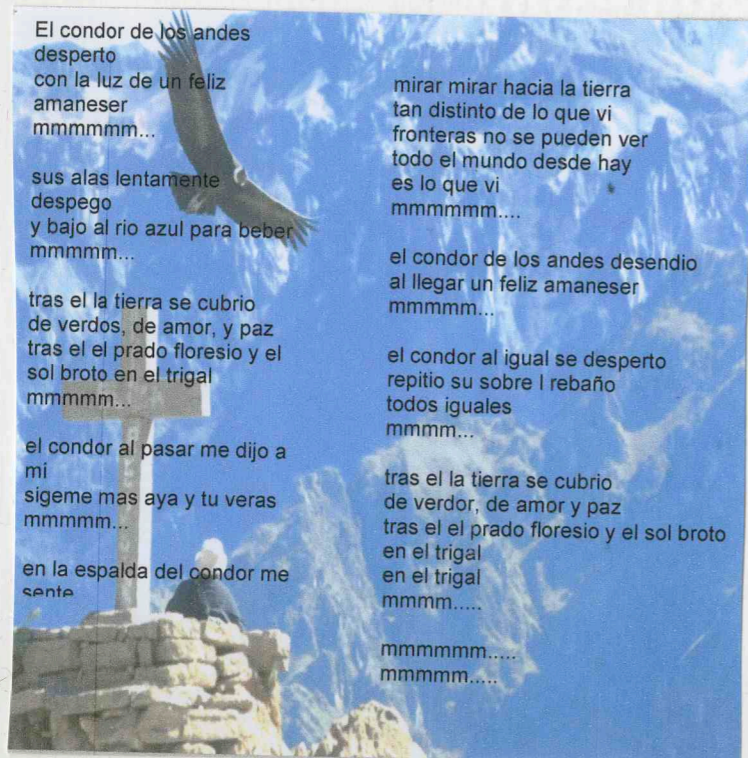 El condor de los andes
desperto
con la luz de un feliz
amaneser
mmmmmm...
sus alas lentamente
despego
y bajo al rio azul para beber
mmmmm...
tras el la tierra se cubrio
de verdos, de amor, y paz
tras el el prado floresio y el
sol broto en el trigal
mmmmm...
el condor al pasar me dijo a
mi
sigeme mas aya y tu veras
mmmmm...
en la espalda del condor me
sente
mirar mirar hacia la tierra
tan distinto de lo que vi
fronteras no se pueden ver
todo el mundo desde hay
es lo que vi
mmmmmm....
el condor de los andes desendio
al llegar un feliz amaneser
mmmmm...
el condor al igual se desperto
repitio su sobre l rebaño
todos iguales
mmmm...
tras el la tierra se cubrio
de verdor, de amor y paz
tras el el prado floresio y el sol broto
en el trigal
en el trigal
mmmm.....
mmmmmm.....
mmmmm.....